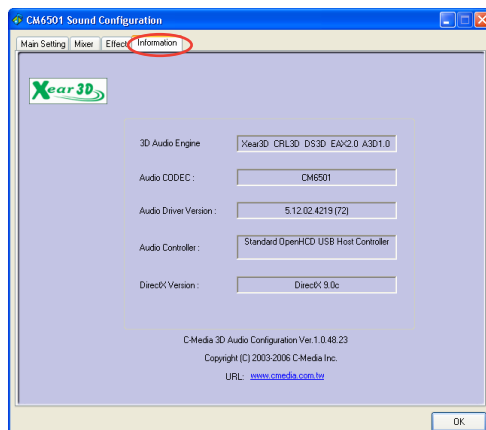 CM6501 Sound Configuration
Main Setting Mixer Effect Information
Xear 3D
3D Audio Engine Xear3D CRL3D DS3D EAX2.0 A3D1.0
Audio CODEC : CM6501
Audio Driver Version : 5.12.02.4219 (72)
Audio Controller : Standard OpenHCD USB Host Controller
DirectX Version : DirectX 9.0c
C-Media 3D Audio Configuration Ver.1.0.48.23
Copyright (C) 2003-2006 C-Media Inc.
URL: www.cmedia.com.tw
OK